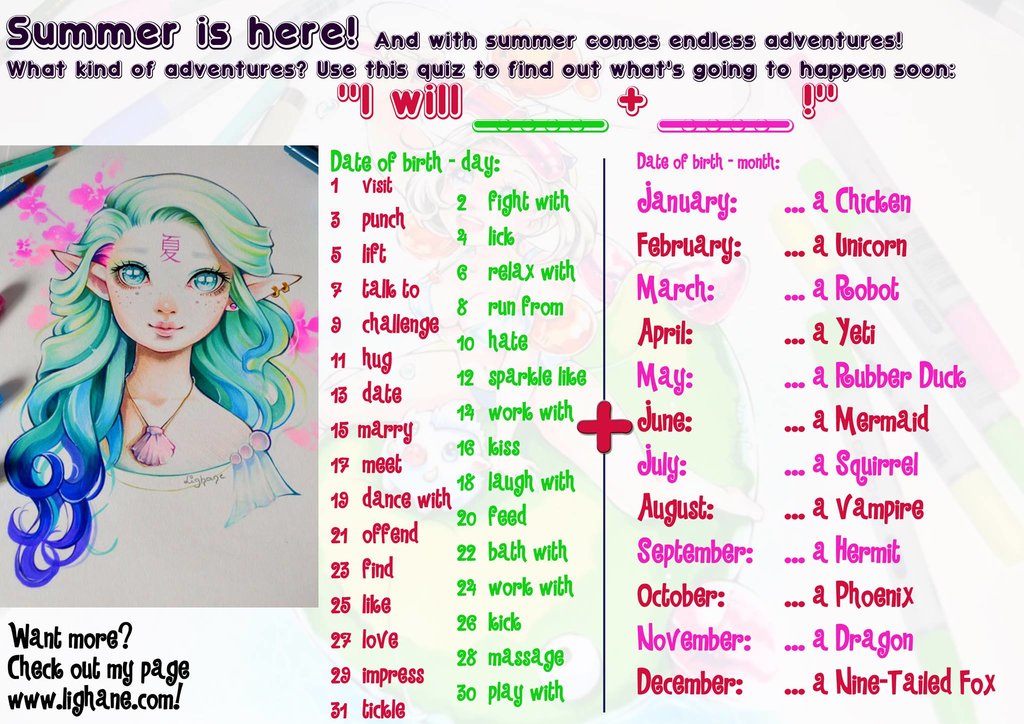 Summer is here! And with summer comes endless adventures!
What kind of adventures? Use this quiz to find out what's going to happen soon:
"I will + !"
夏
Lighane
Date of birth - day:
1 visit
2 fight with
3 punch
4 lick
5 lift
6 relax with
7 talk to
8 run from
9 challenge
10 hate
11 hug
12 sparkle like
13 date
14 work with
15 marry
16 kiss
17 meet
18 laugh with
19 dance with
20 feed
21 offend
22 bath with
23 find
24 work with
25 like
26 kick
27 love
28 massage
29 impress
30 play with
31 tickle
+
Date of birth - month:
January: ... a Chicken
February: ... a Unicorn
March: ... a Robot
April: ... a Yeti
May: ... a Rubber Duck
June: ... a Mermaid
July: ... a Squirrel
August: ... a Vampire
September: ... a Hermit
October: ... a Phoenix
November: ... a Dragon
December: ... a Nine-Tailed Fox
Want more?
Check out my page
www.lighane.com!